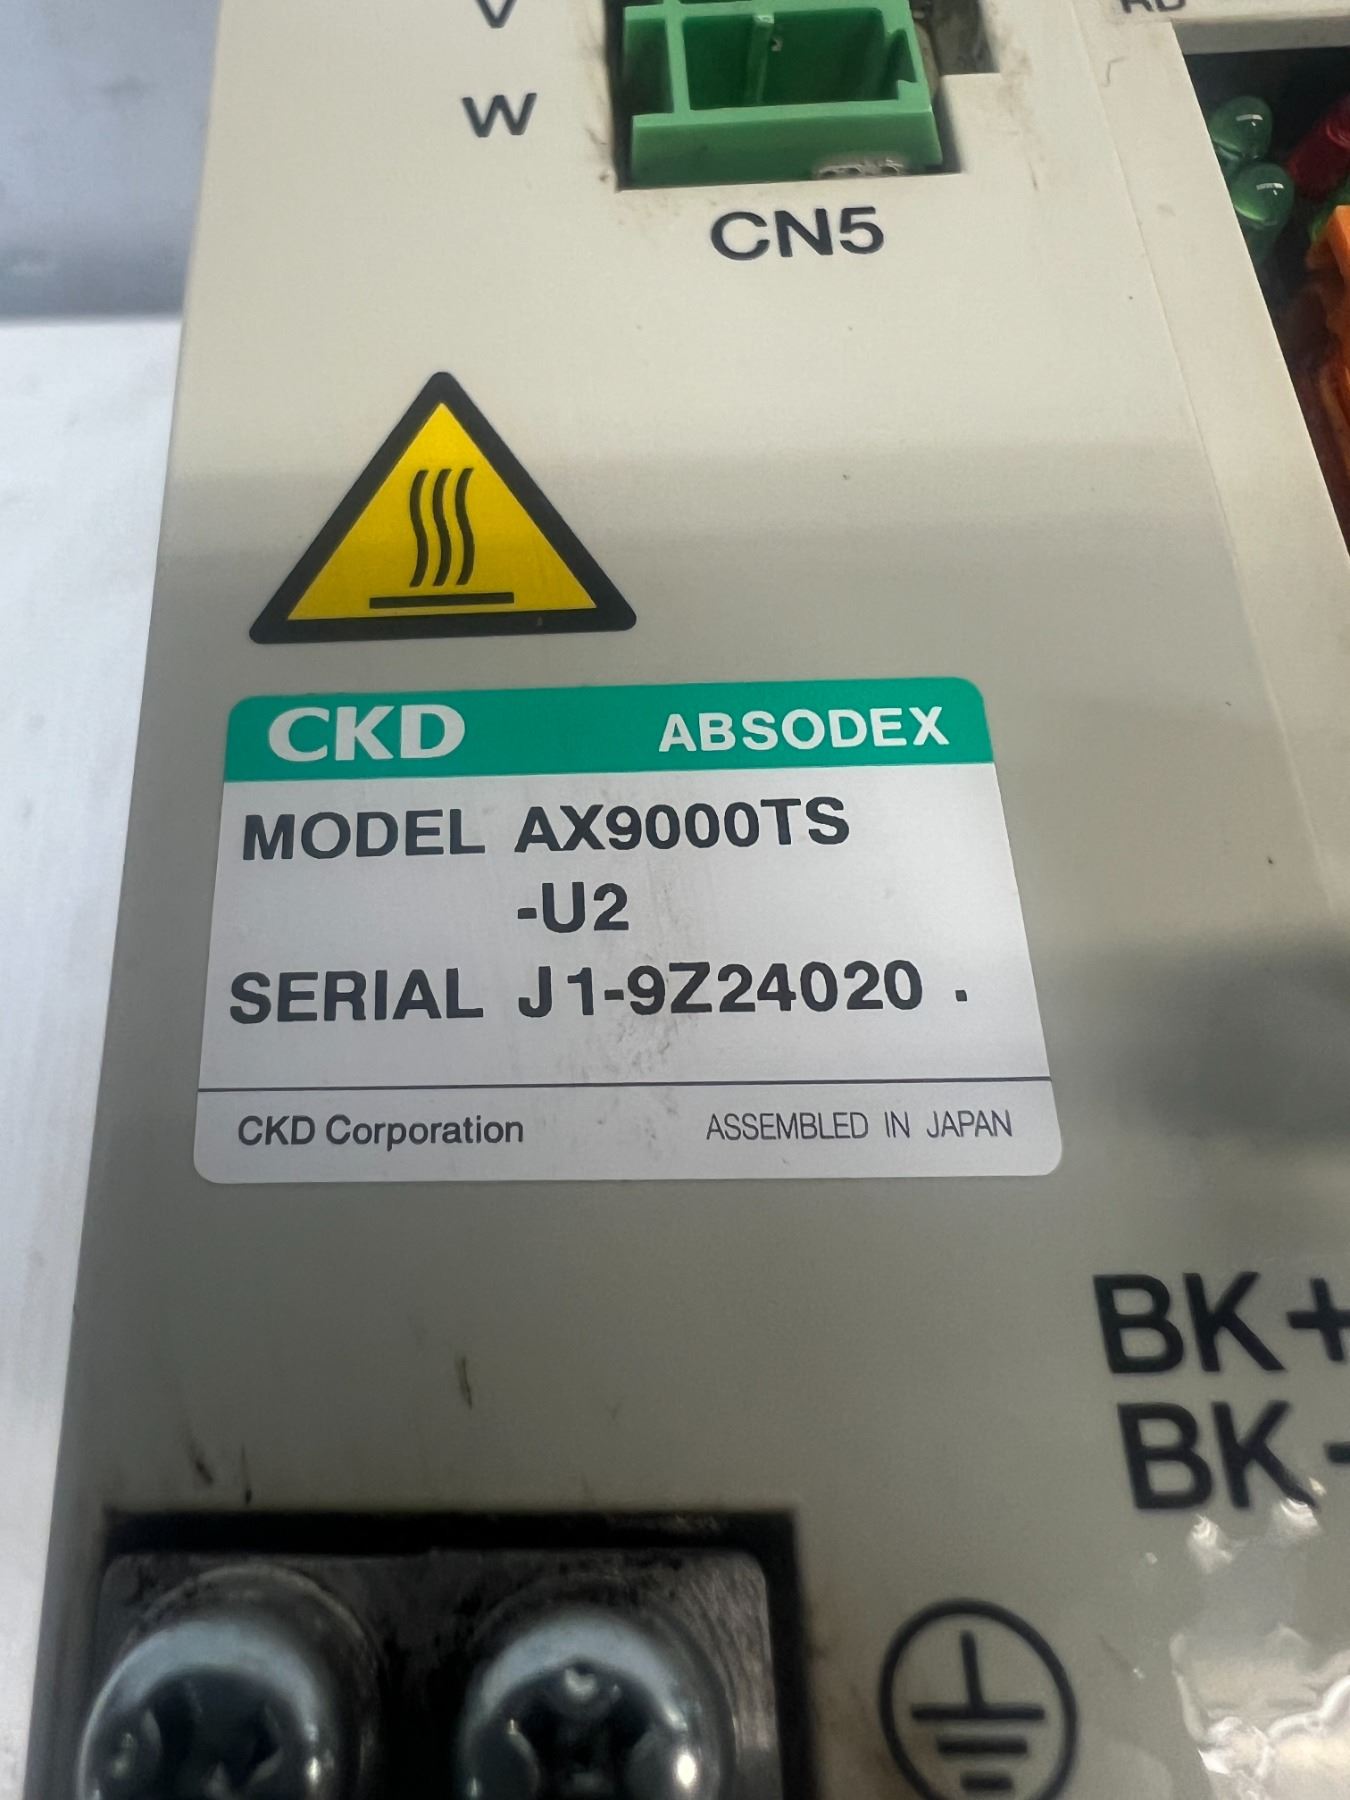 V
W
CN5
CKD ABSODEX
MODEL AX9000TS
-U2
SERIAL J1-9Z24020 .
CKD Corporation ASSEMBLED IN JAPAN
BK+
BK-